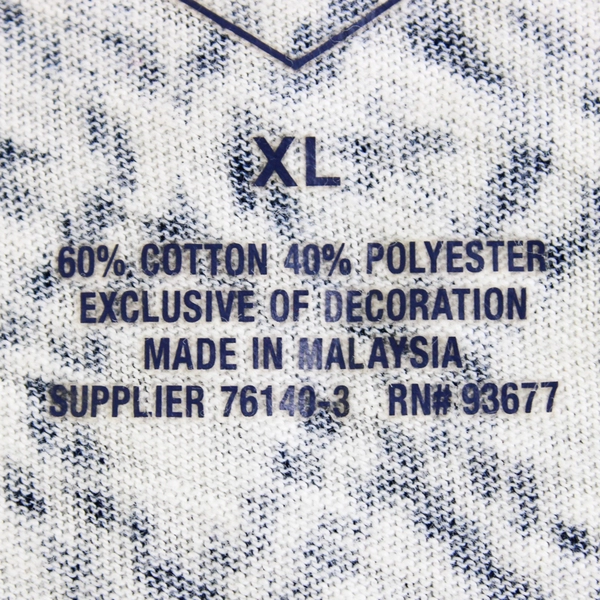 XL
60% COTTON 40% POLYESTER
EXCLUSIVE OF DECORATION
MADE IN MALAYSIA
SUPPLIER 76140-3 RN# 93677